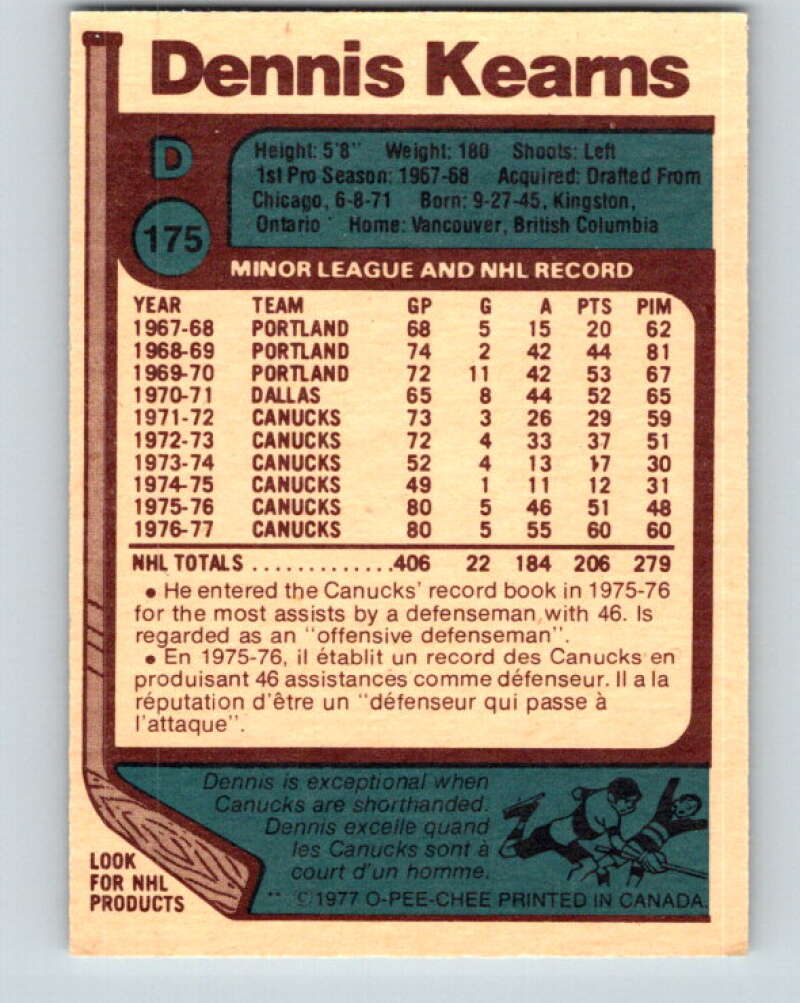 Dennis Kearns
D
175
Height: 5'8" Weight: 180 Shoots: Left
1st Pro Season: 1967-68 Acquired: Drafted From
Chicago, 6-8-71 Born: 9-27-45, Kingston,
Ontario Home: Vancouver, British Columbia
MINOR LEAGUE AND NHL RECORD
YEAR TEAM GP G A PTS PIM
1967-68 PORTLAND 68 5 15 20 62
1968-69 PORTLAND 74 2 42 44 81
1969-70 PORTLAND 72 11 42 53 67
1970-71 DALLAS 65 8 44 52 65
1971-72 CANUCKS 73 3 26 29 59
1972-73 CANUCKS 72 4 33 37 51
1973-74 CANUCKS 52 4 13 17 30
1974-75 CANUCKS 49 1 11 12 31
1975-76 CANUCKS 80 5 46 51 48
1976-77 CANUCKS 80 5 55 60 60
NHL TOTALS .............406 22 184 206 279
• He entered the Canucks' record book in 1975-76
for the most assists by a defenseman with 46. Is
regarded as an "offensive defenseman".
• En 1975-76, il établit un record des Canucks en
produisant 46 assistances comme défenseur. Il a la
réputation d'être un "défenseur qui passe à
l'attaque".
Dennis is exceptional when
Canucks are shorthanded.
Dennis excelle quand
les Canucks sont à
court d'un homme.
LOOK
FOR NHL
PRODUCTS
** ©1977 O-PEE-CHEE PRINTED IN CANADA.